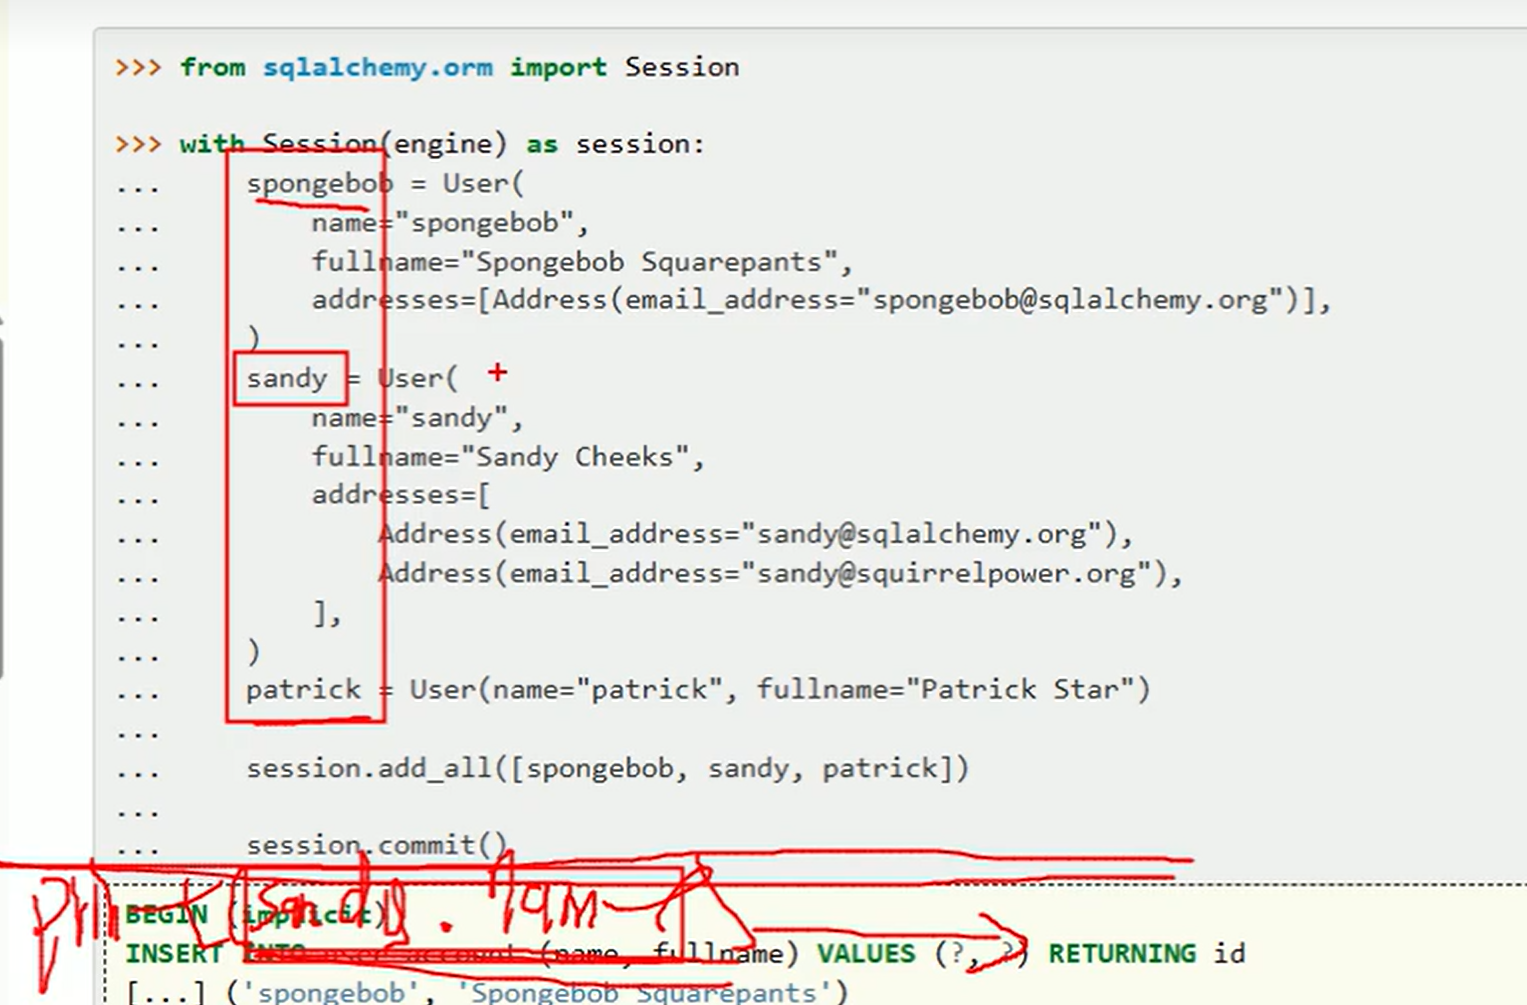 >>> from sqlalchemy.orm import Session
>>> with Session(engine) as session:
...     spongebob = User(
...         name="spongebob",
...         fullname="Spongebob Squarepants",
...         addresses=[Address(email_address="spongebob@sqlalchemy.org")],
...     )
...     sandy = User(
...         name="sandy",
...         fullname="Sandy Cheeks",
...         addresses=[
...             Address(email_address="sandy@sqlalchemy.org"),
...             Address(email_address="sandy@squirrelpower.org"),
...         ],
...     )
...     patrick = User(name="patrick", fullname="Patrick Star")
...
...     session.add_all([spongebob, sandy, patrick])
...
...     session.commit()
BEGIN (implicit)
INSERT INTO user_account (name, fullname) VALUES (?, ?) RETURNING id
[...] ('spongebob', 'Spongebob Squarepants')